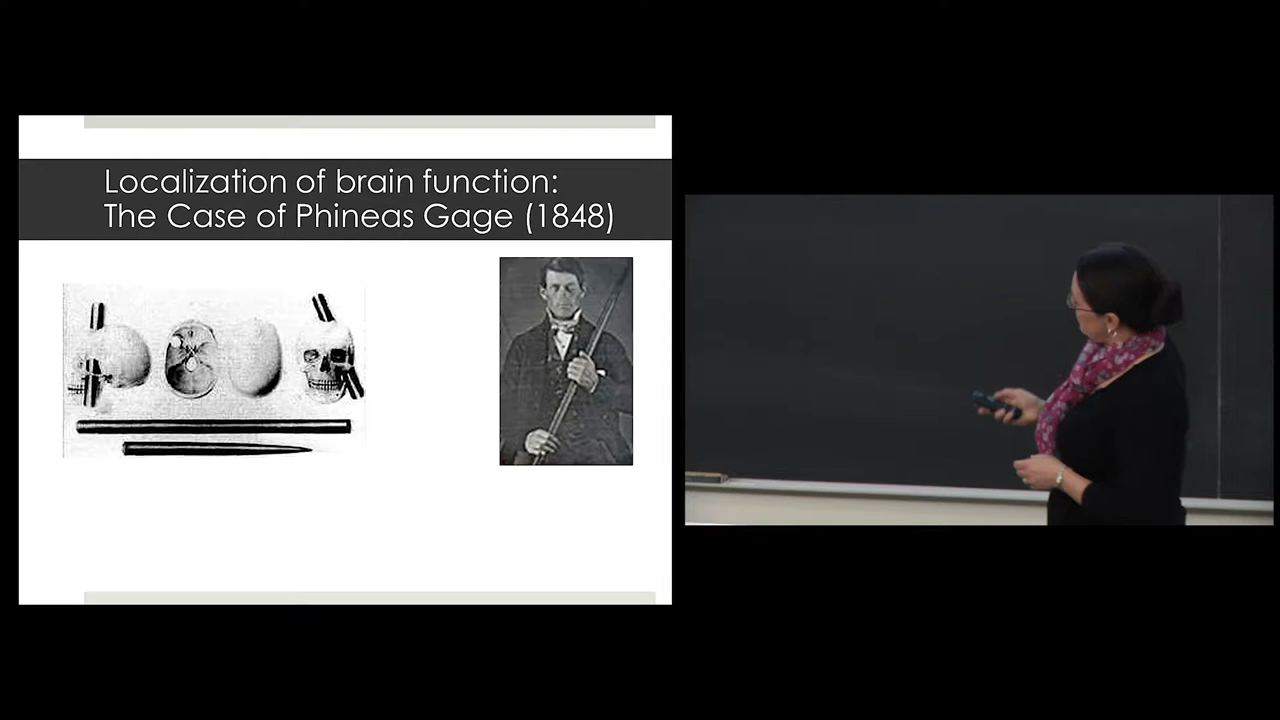 Localization of brain function:
The Case of Phineas Gage (1848)